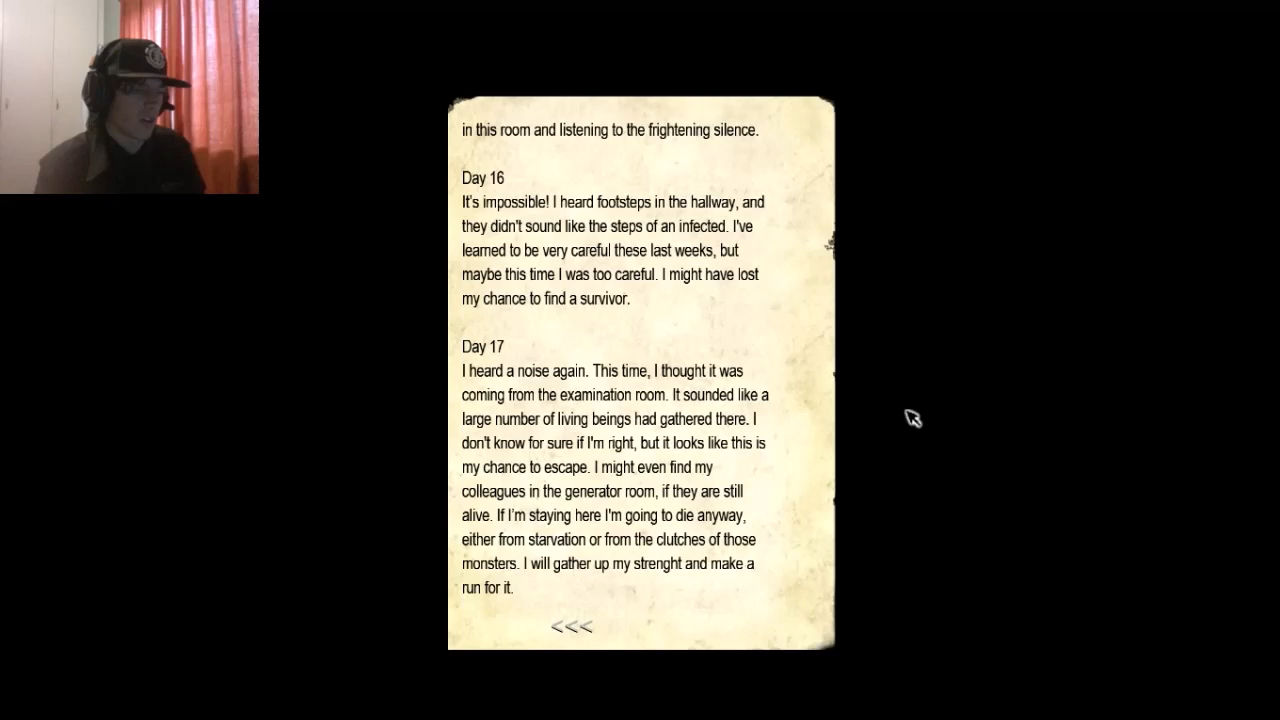 in this room and listening to the frightening silence.
Day 16
It's impossible! I heard footsteps in the hallway, and
they didn't sound like the steps of an infected. I've
learned to be very careful these last weeks, but
maybe this time I was too careful. I might have lost
my chance to find a survivor.
Day 17
I heard a noise again. This time, I thought it was
coming from the examination room. It sounded like a
large number of living beings had gathered there. I
don't know for sure if I'm right, but it looks like this is
my chance to escape. I might even find my
colleagues in the generator room, if they are still
alive. If I'm staying here I'm going to die anyway,
either from starvation or from the clutches of those
monsters. I will gather up my strenght and make a
run for it.
<<<